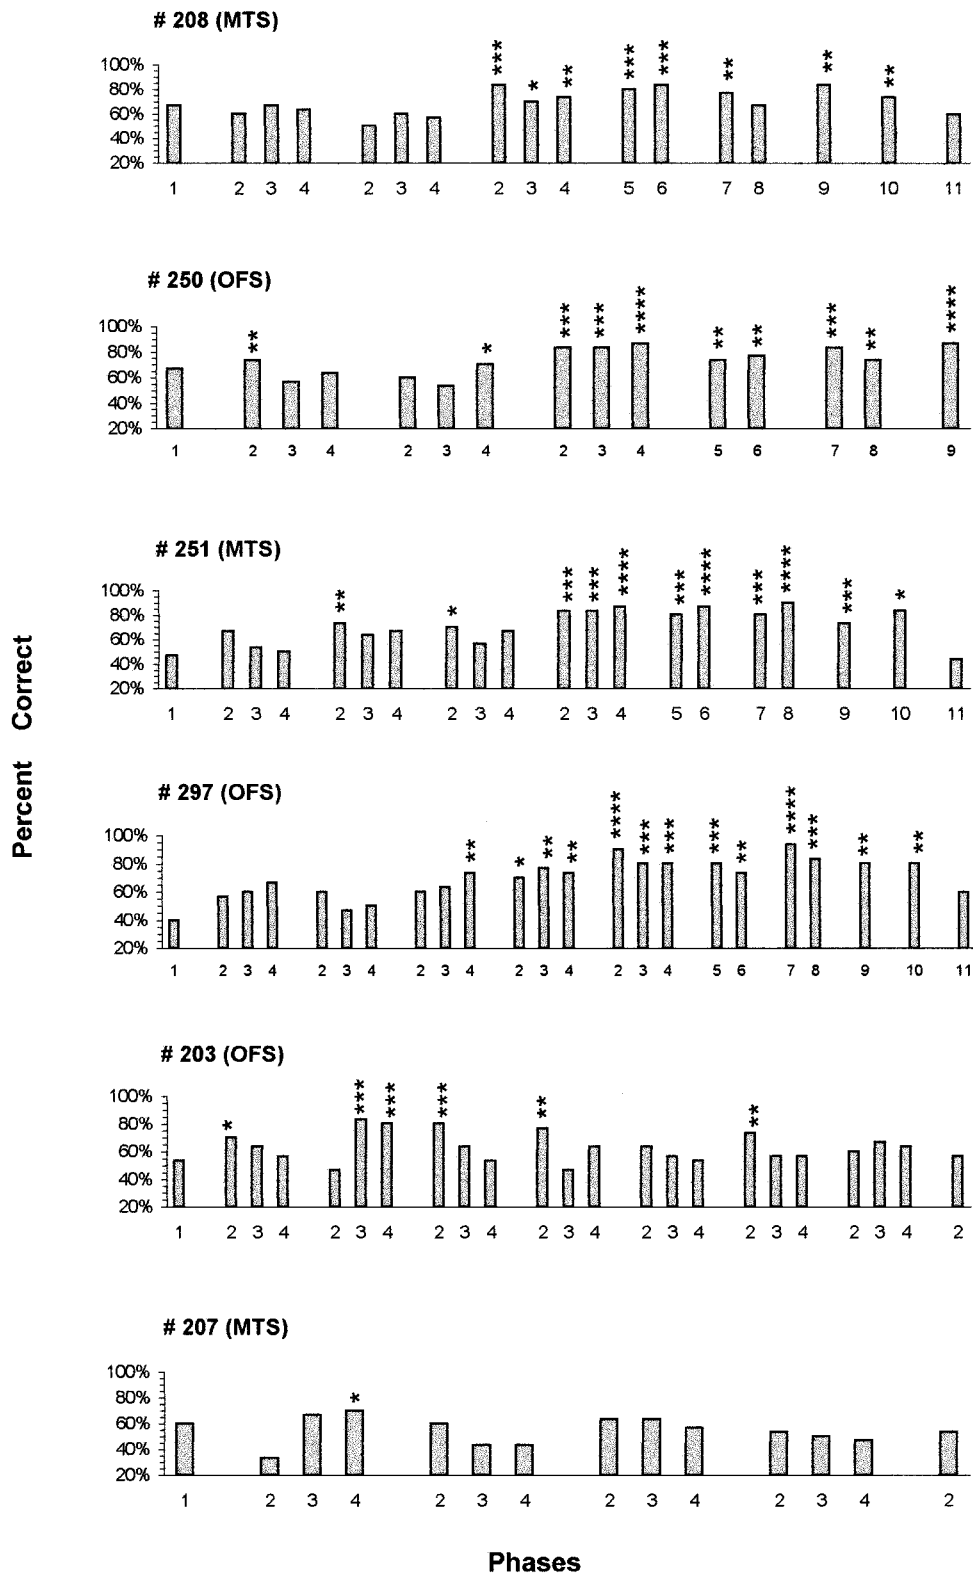 # 208 (MTS)
*** * ** *** *** ** ** **
100%
80%
60%
40%
20%
1 2 3 4 2 3 4 2 3 4 5 6 7 8 9 10 11
# 250 (OFS)
** * *** *** **** ** ** *** ** ****
100%
80%
60%
40%
20%
1 2 3 4 2 3 4 2 3 4 5 6 7 8 9
# 251 (MTS)
** * *** *** **** *** **** *** **** *** *
100%
80%
60%
40%
20%
1 2 3 4 2 3 4 2 3 4 2 3 4 5 6 7 8 9 10 11
Percent Correct
# 297 (OFS)
** * ** ** **** *** *** *** ** **** *** ** **
100%
80%
60%
40%
20%
1 2 3 4 2 3 4 2 3 4 2 3 4 2 3 4 5 6 7 8 9 10 11
# 203 (OFS)
* *** *** *** ** **
100%
80%
60%
40%
20%
1 2 3 4 2 3 4 2 3 4 2 3 4 2 3 4 2 3 4 2 3 4 2
# 207 (MTS)
*
100%
80%
60%
40%
20%
1 2 3 4 2 3 4 2 3 4 2 3 4 2
Phases